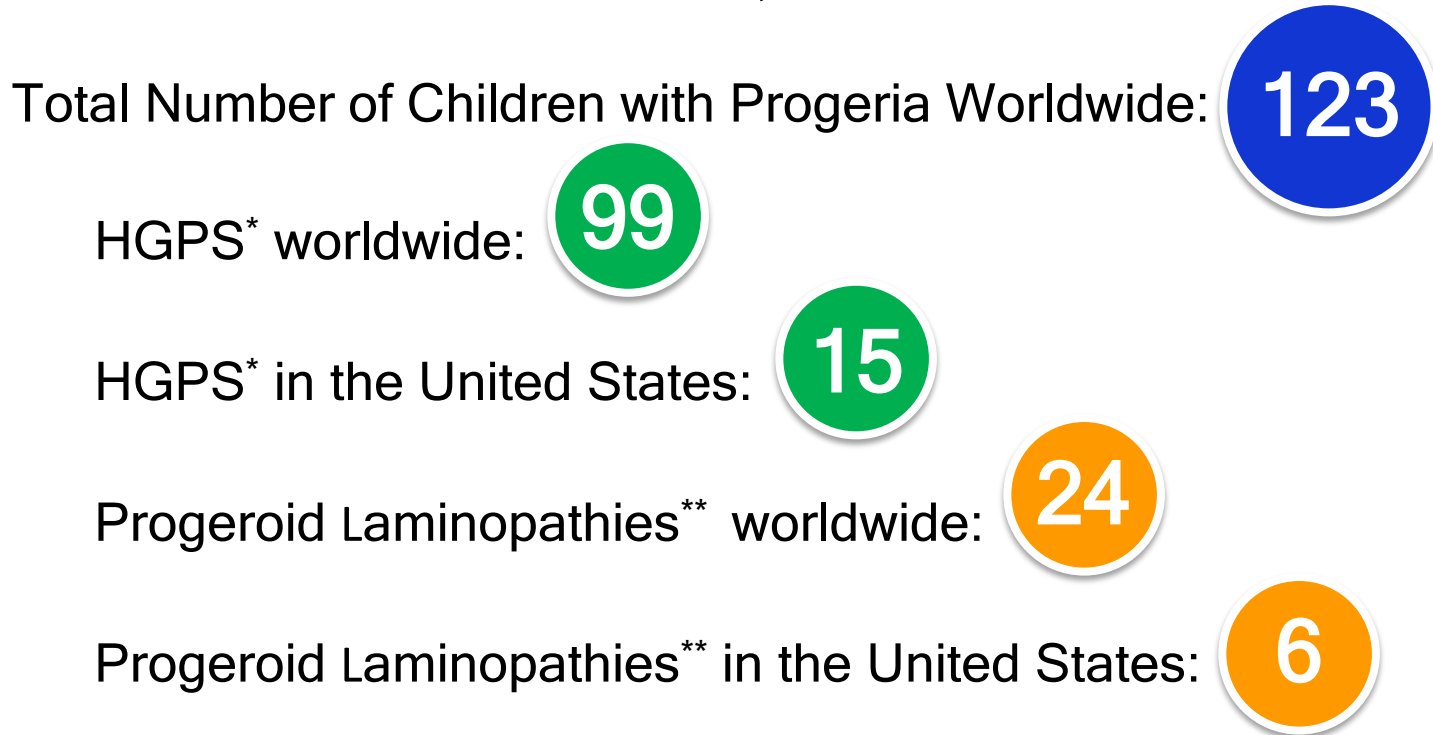 Total Number of Children with Progeria Worldwide: 123
HGPS* worldwide: 99
HGPS* in the United States: 15
Progeroid Laminopathies** worldwide: 24
Progeroid Laminopathies** in the United States: 6